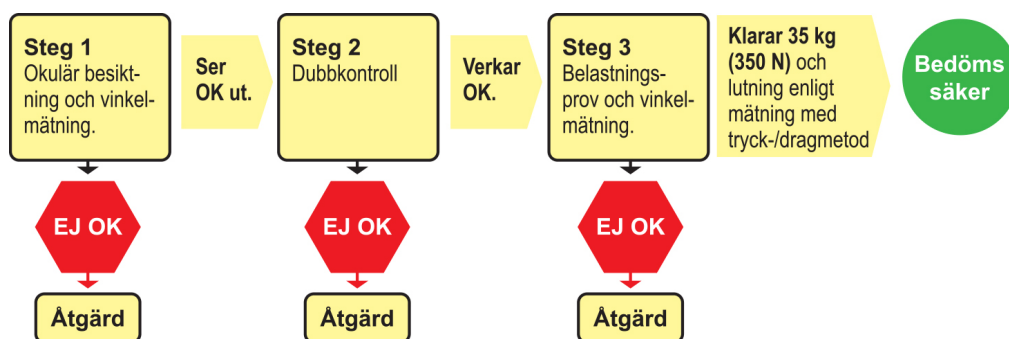 Steg 1
Okulär besikt-
ning och vinkel-
mätning.
Ser
OK ut.
Steg 2
Dubbkontroll
Verkar
OK.
Steg 3
Belastnings-
prov och vinkel-
mätning.
Klarar 35 kg
(350 N) och
lutning enligt
mätning med
tryck-/dragmetod
Bedöms
säker
EJ OK
EJ OK
EJ OK
Åtgärd
Åtgärd
Åtgärd